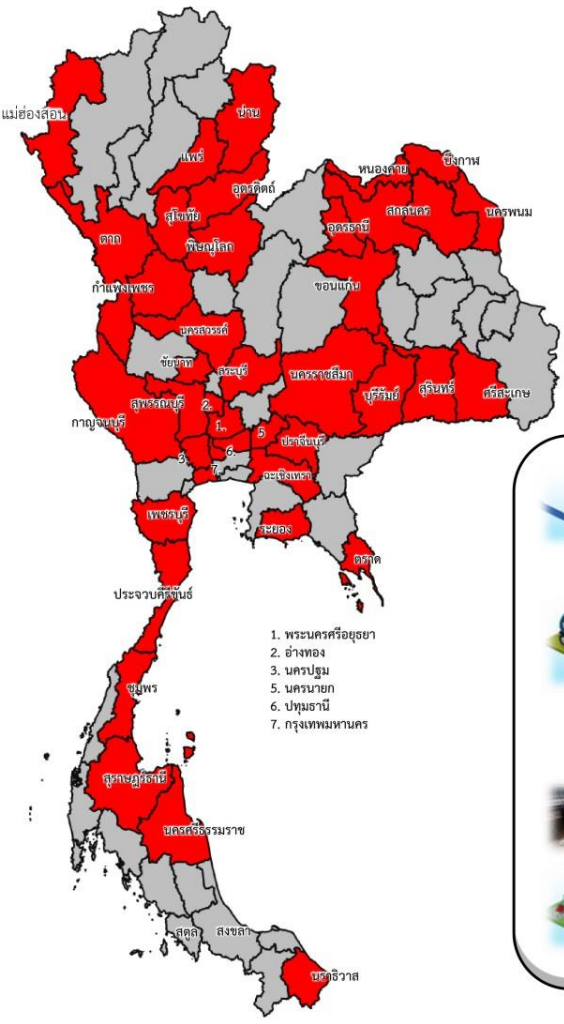 แม่ฮ่องสอน
น่าน
แพร่
อุตรดิตถ์
หนองคาย
บึงกาฬ
สุโขทัย
อุดรธานี
สกลนคร
นครพนม
ตาก
พิษณุโลก
ขอนแก่น
กำแพงเพชร
นครสวรรค์
ชัยนาท
สระบุรี
นครราชสีมา
บุรีรัมย์
สุรินทร์
ศรีสะเกษ
สุพรรณบุรี
2.
กาญจนบุรี
1.
5
ปราจีนบุรี
3
6.
7.
ฉะเชิงเทรา
เพชรบุรี
ระยอง
ตราด
ประจวบคีรีขันธ์
1. พระนครศรีอยุธยา
2. อ่างทอง
3. นครปฐม
5. นครนายก
6. ปทุมธานี
7. กรุงเทพมหานคร
ชุมพร
สุราษฎร์ธานี
นครศรีธรรมราช
สตูล
สงขลา
นราธิวาส